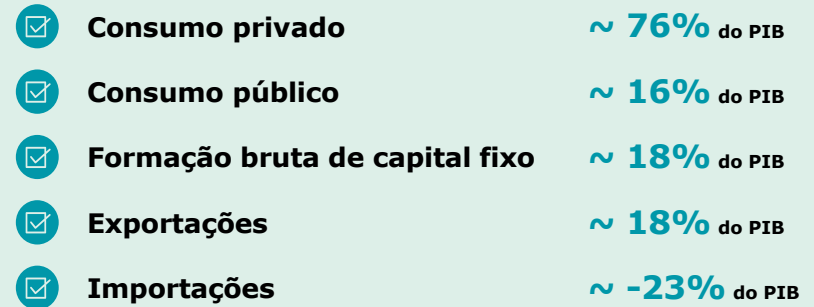 Consumo privado ~ 76% do PIB
Consumo público ~ 16% do PIB
Formação bruta de capital fixo ~ 18% do PIB
Exportações ~ 18% do PIB
Importações ~ -23% do PIB